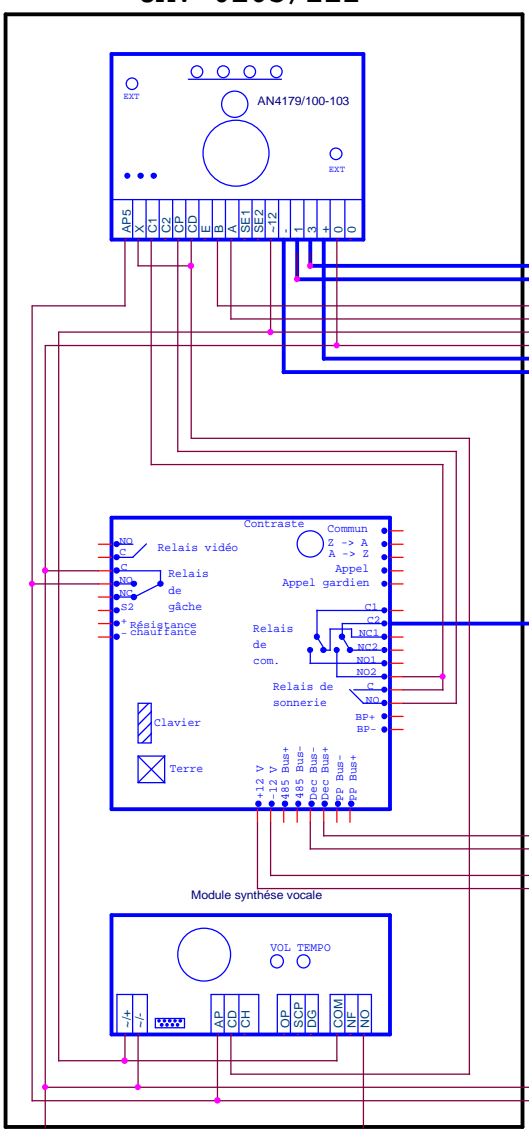 AN4179/100-103
EXT
EXT
AP5 X C1 C2 CP CD E B A SE1 SE2 ~12 - 1 3 + 0 0
Contraste
Commun
Z -> A
A -> Z
Appel
Appel gardien
NO
C
Relais vidéo
C
NO
NC
Relais
de
gâche
S2
+ Résistance
- chauffante
C1
C2
NC1
NC2
NO1
NO2
Relais
de
com.
Relais de
sonnerie
C
NO
BP+
BP-
Clavier
Terre
+12 V
-12 V
485 Bus+
485 Bus-
Dec Bus-
Dec Bus+
PP Bus-
PP Bus+
Module synthése vocale
VOL TEMPO
~/+ ~/- AP CD CH OP SCP DG COM NF NO